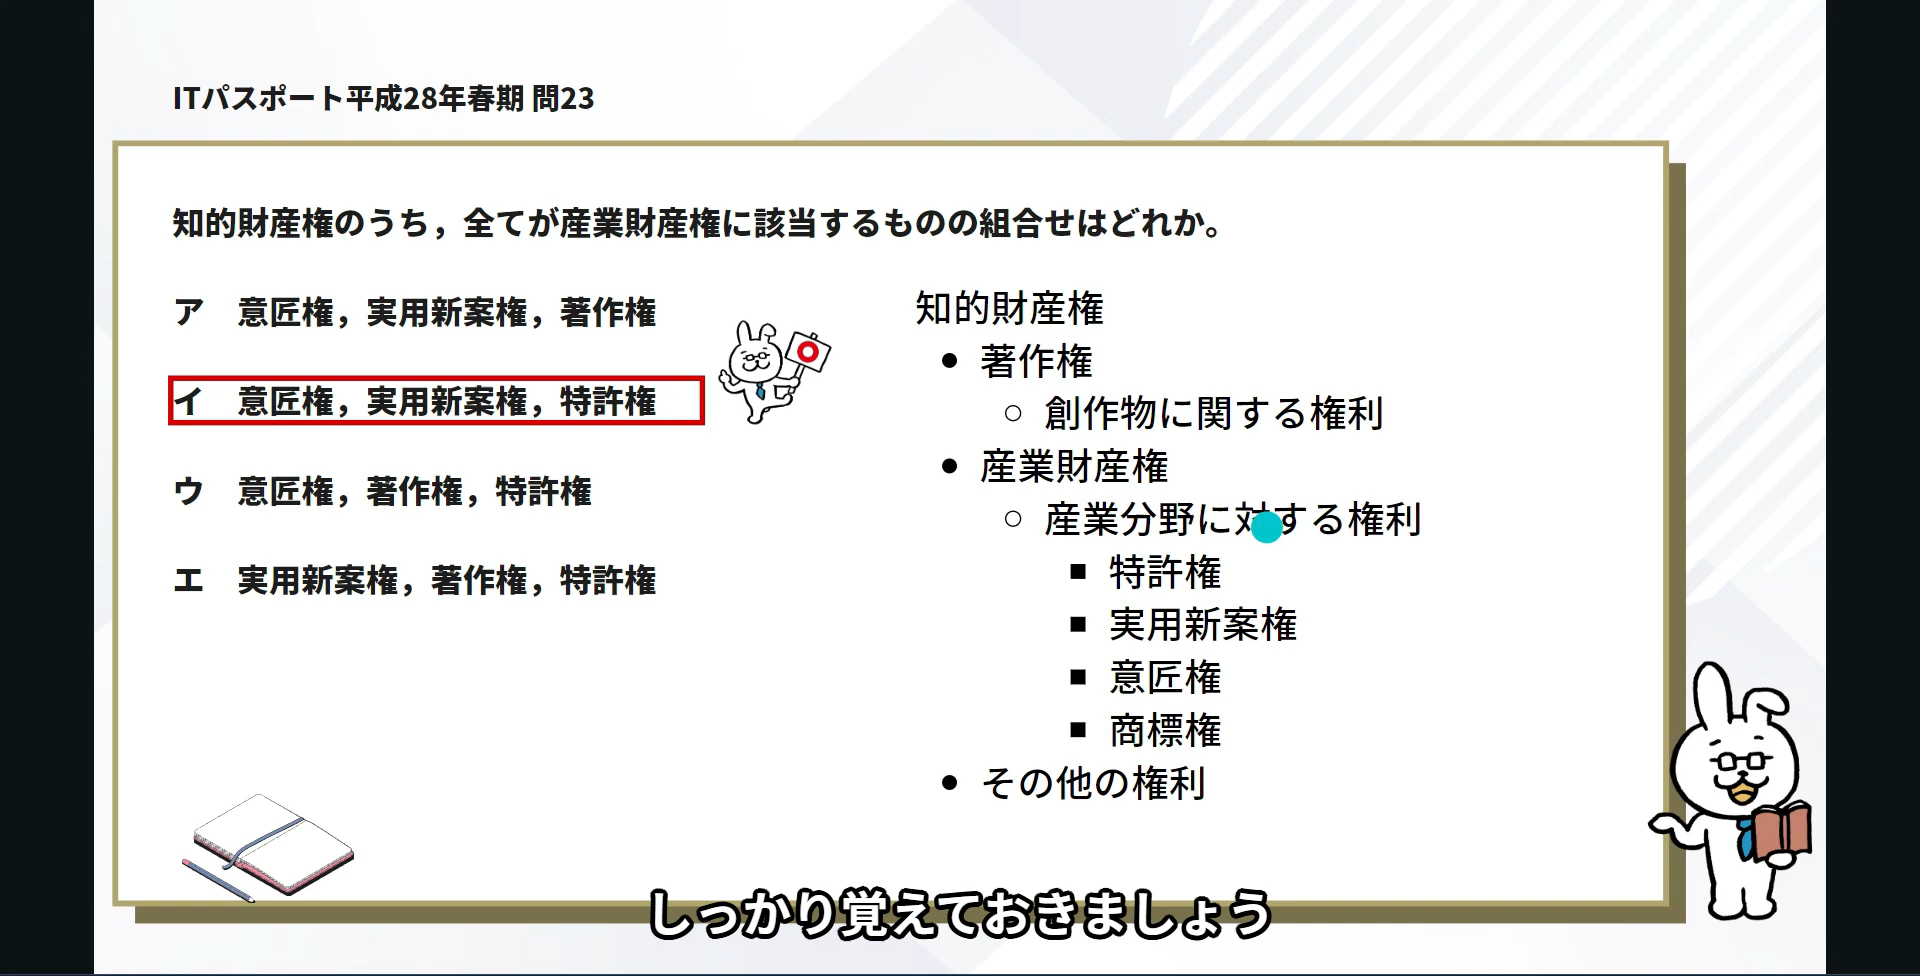 ITパスポート平成28年春期 問23
知的財産権のうち，全てが産業財産権に該当するものの組合せはどれか。
ア　意匠権，実用新案権，著作権
イ　意匠権，実用新案権，特許権
ウ　意匠権，著作権，特許権
エ　実用新案権，著作権，特許権
知的財産権
● 著作権
○ 創作物に関する権利
● 産業財産権
○ 産業分野に対する権利
■ 特許権
■ 実用新案権
■ 意匠権
■ 商標権
● その他の権利
しっかり覚えておきましょう